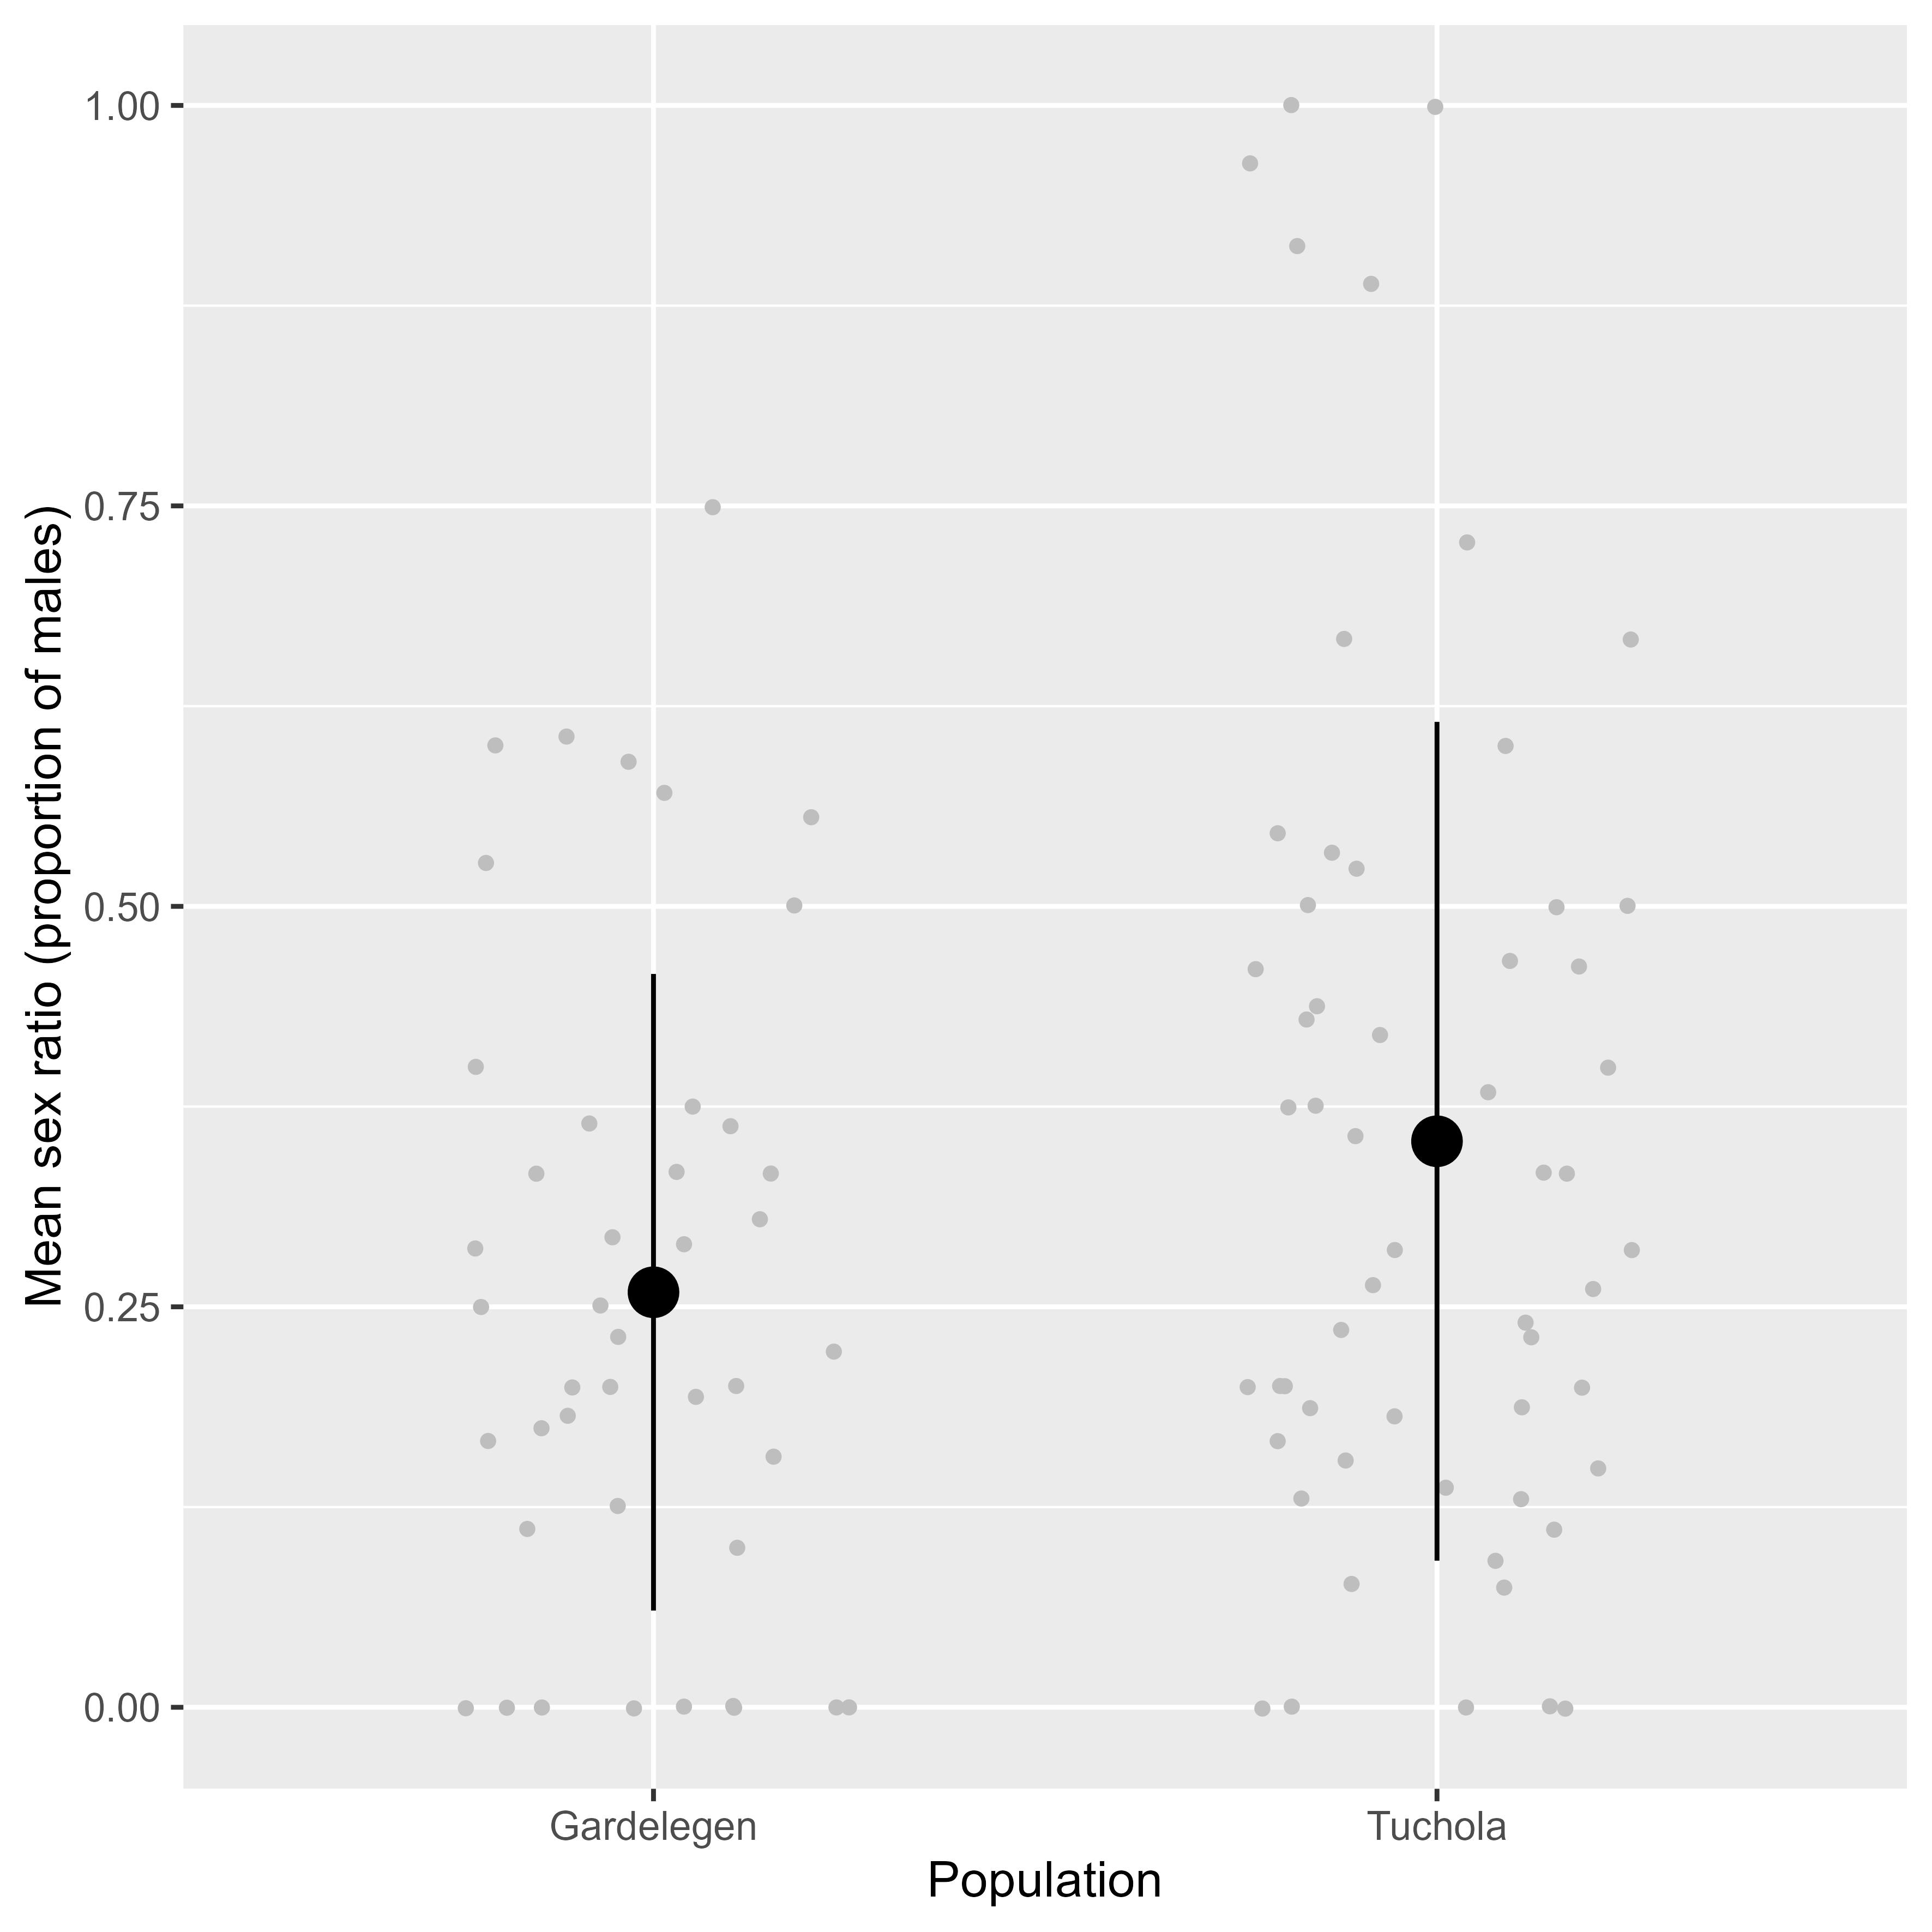 Mean sex ratio (proportion of males)
1.00
0.75
0.50
0.25
0.00
Gardelegen
Tuchola
Population